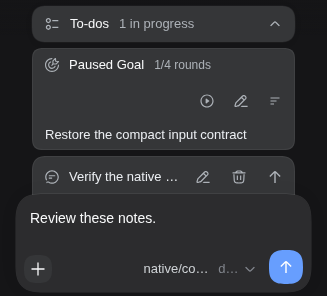 To-dos 1 in progress
Paused Goal 1/4 rounds
Restore the compact input contract
Verify the native ...
Review these notes.
native/co... d...